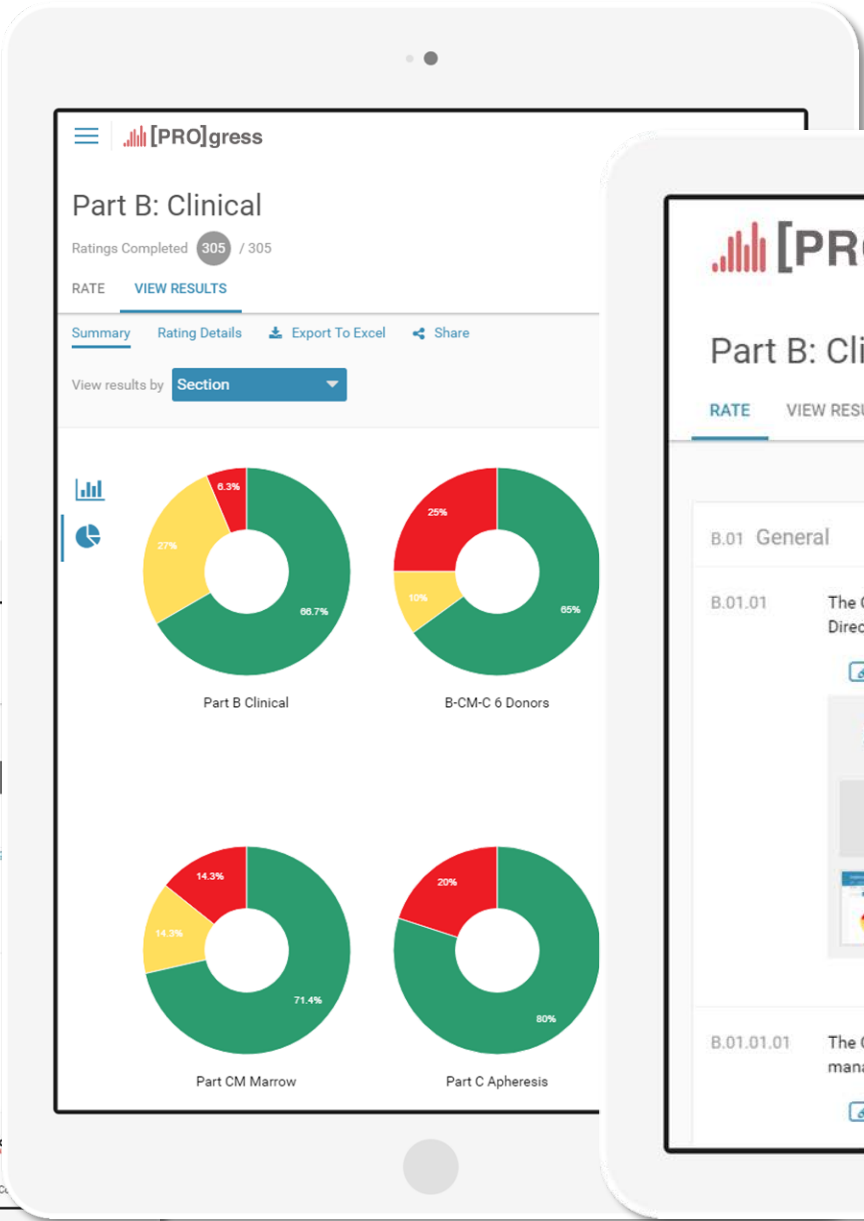 [PRO]gress
Part B: Clinical
Ratings Completed 305 / 305
RATE VIEW RESULTS
Summary Rating Details Export To Excel Share
View results by Section
6.3%
27%
66.7%
Part B Clinical
25%
10%
65%
B-CM-C 6 Donors
14.3%
14.3%
71.4%
Part CM Marrow
20%
80%
Part C Apheresis
[PRO
Part B: Cli
RATE VIEW RESU
B.01 General
B.01.01 The
Direc
B.01.01.01 The
mana